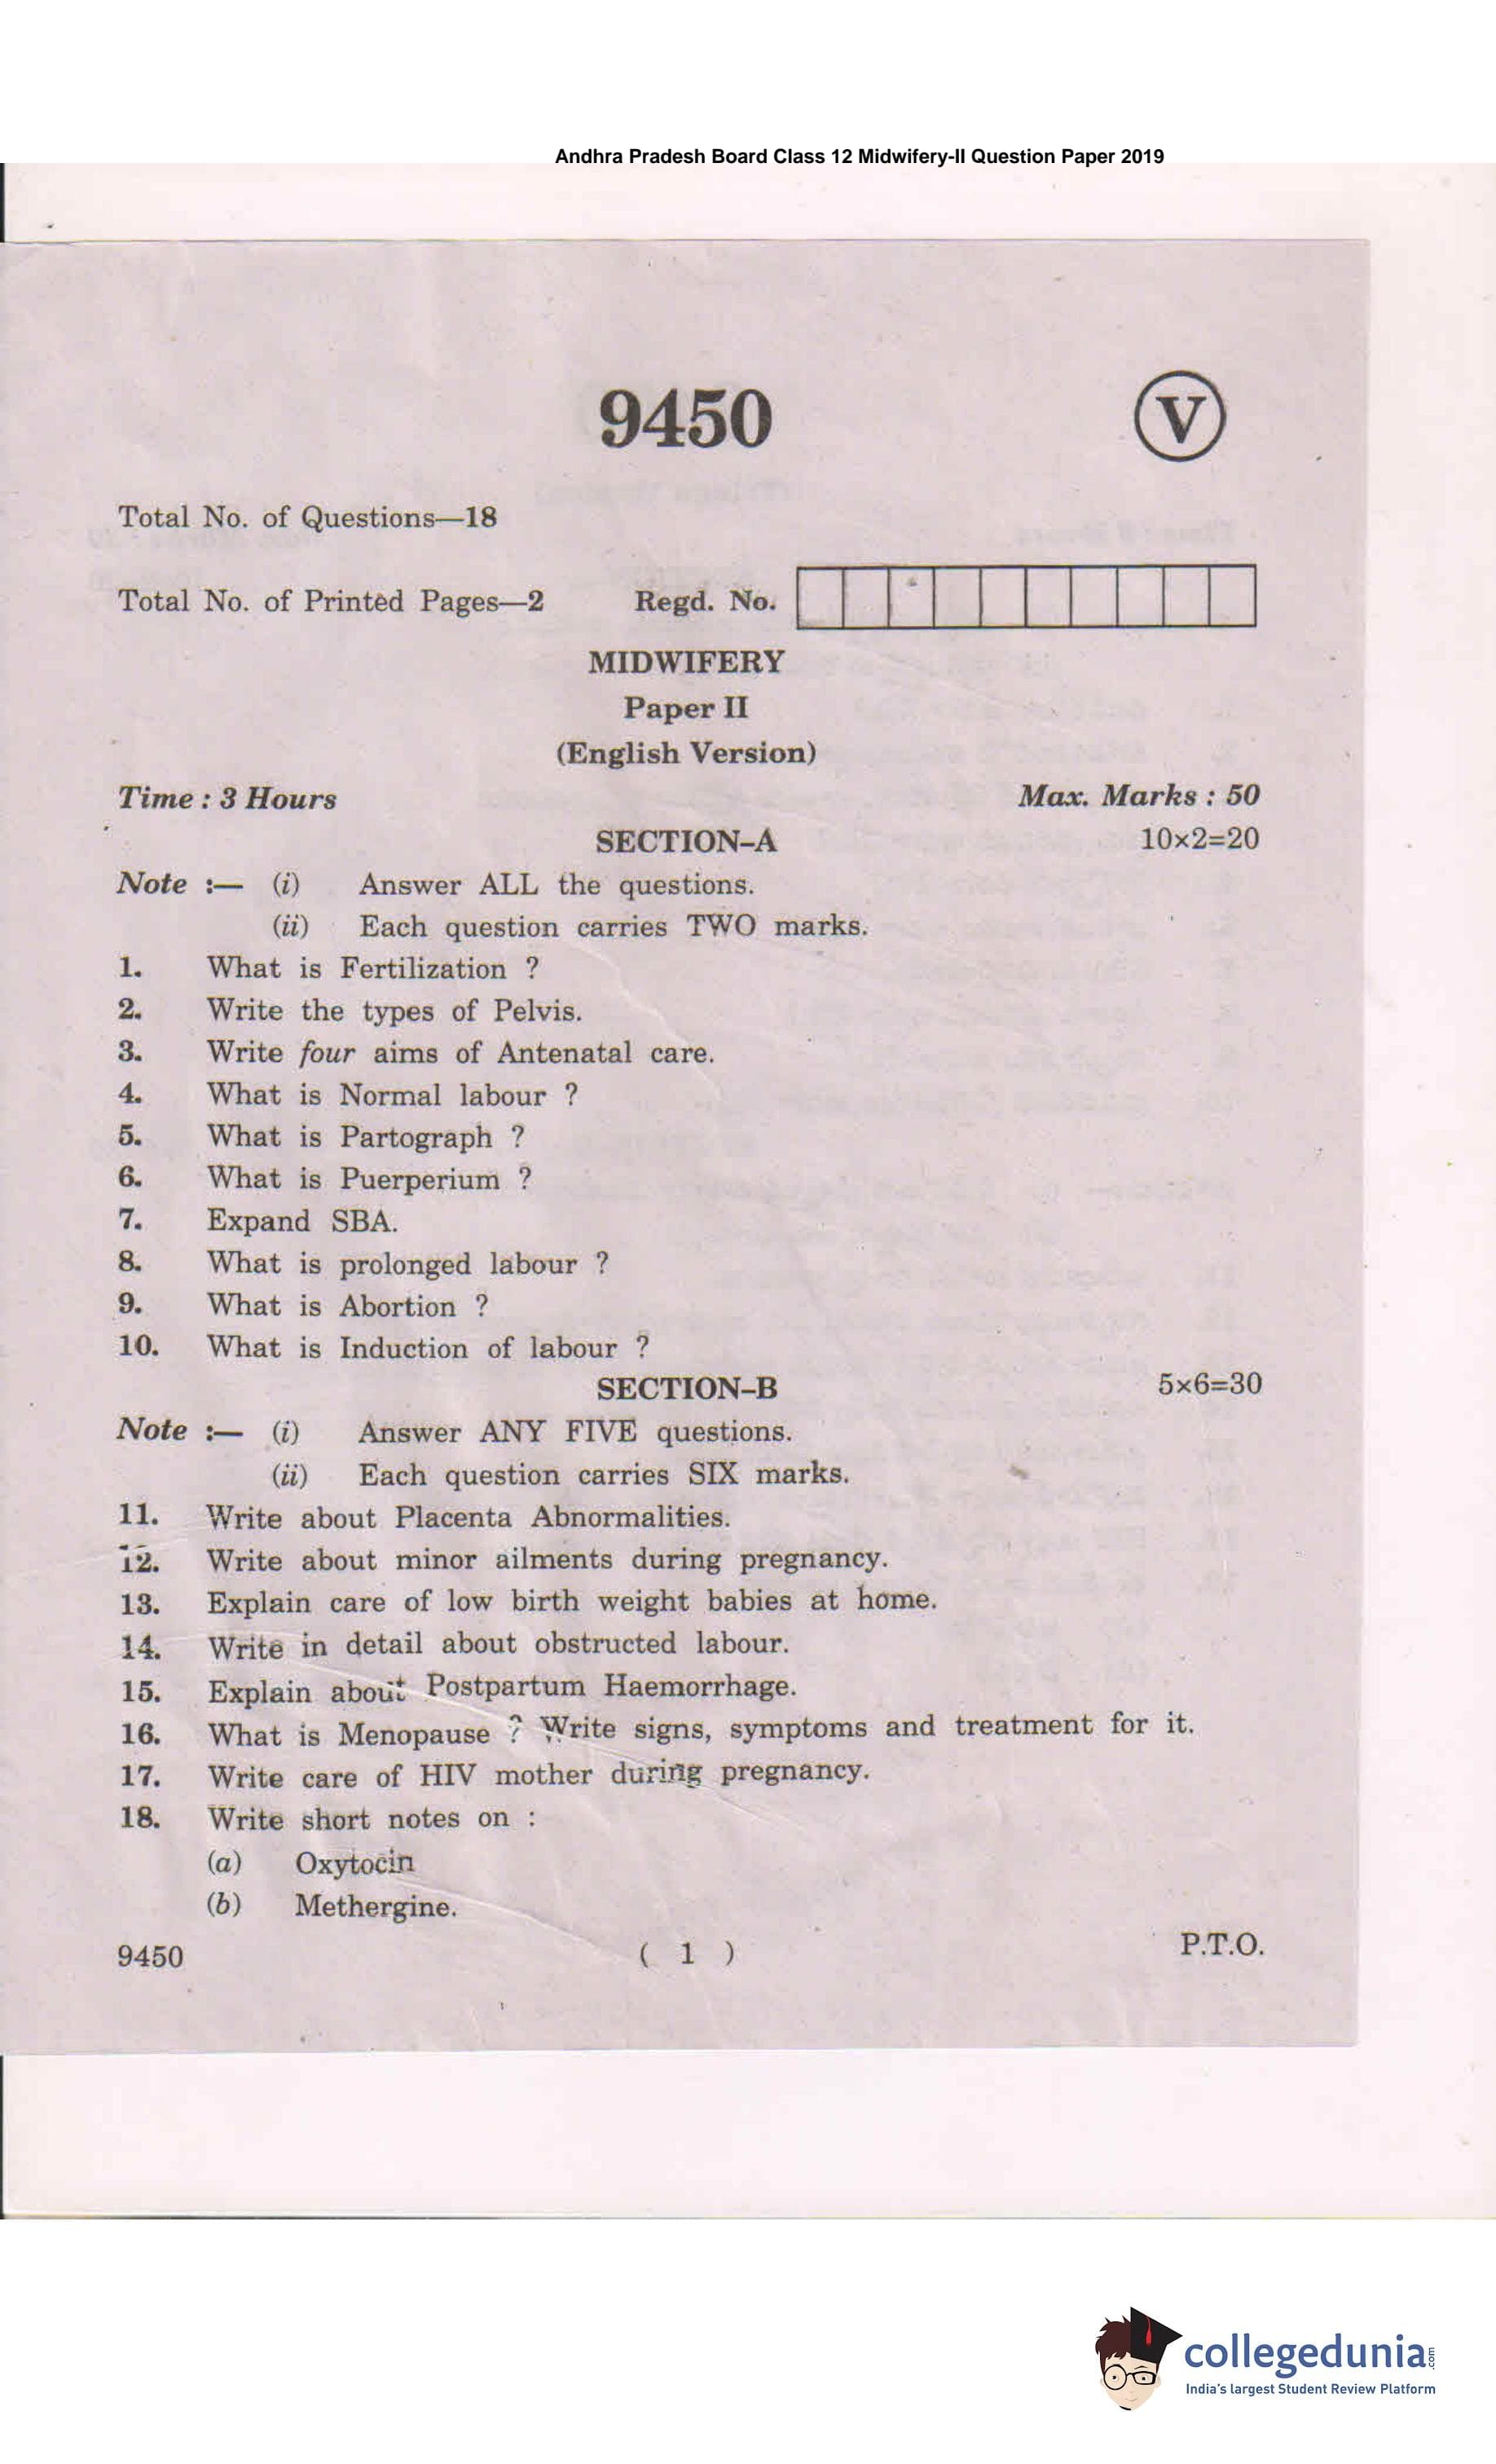 Andhra Pradesh Board Class 12 Midwifery-II Question Paper 2019
9450
V
Total No. of Questions—18
Total No. of Printed Pages—2 Regd. No.
MIDWIFERY
Paper II
(English Version)
Time : 3 Hours Max. Marks : 50
SECTION–A 10×2=20
Note :— (i) Answer ALL the questions.
(ii) Each question carries TWO marks.
1. What is Fertilization ?
2. Write the types of Pelvis.
3. Write four aims of Antenatal care.
4. What is Normal labour ?
5. What is Partograph ?
6. What is Puerperium ?
7. Expand SBA.
8. What is prolonged labour ?
9. What is Abortion ?
10. What is Induction of labour ?
SECTION–B 5×6=30
Note :— (i) Answer ANY FIVE questions.
(ii) Each question carries SIX marks.
11. Write about Placenta Abnormalities.
12. Write about minor ailments during pregnancy.
13. Explain care of low birth weight babies at home.
14. Write in detail about obstructed labour.
15. Explain about Postpartum Haemorrhage.
16. What is Menopause ? Write signs, symptoms and treatment for it.
17. Write care of HIV mother during pregnancy.
18. Write short notes on :
(a) Oxytocin
(b) Methergine.
9450 ( 1 ) P.T.O.
collegedunia.com
India's largest Student Review Platform